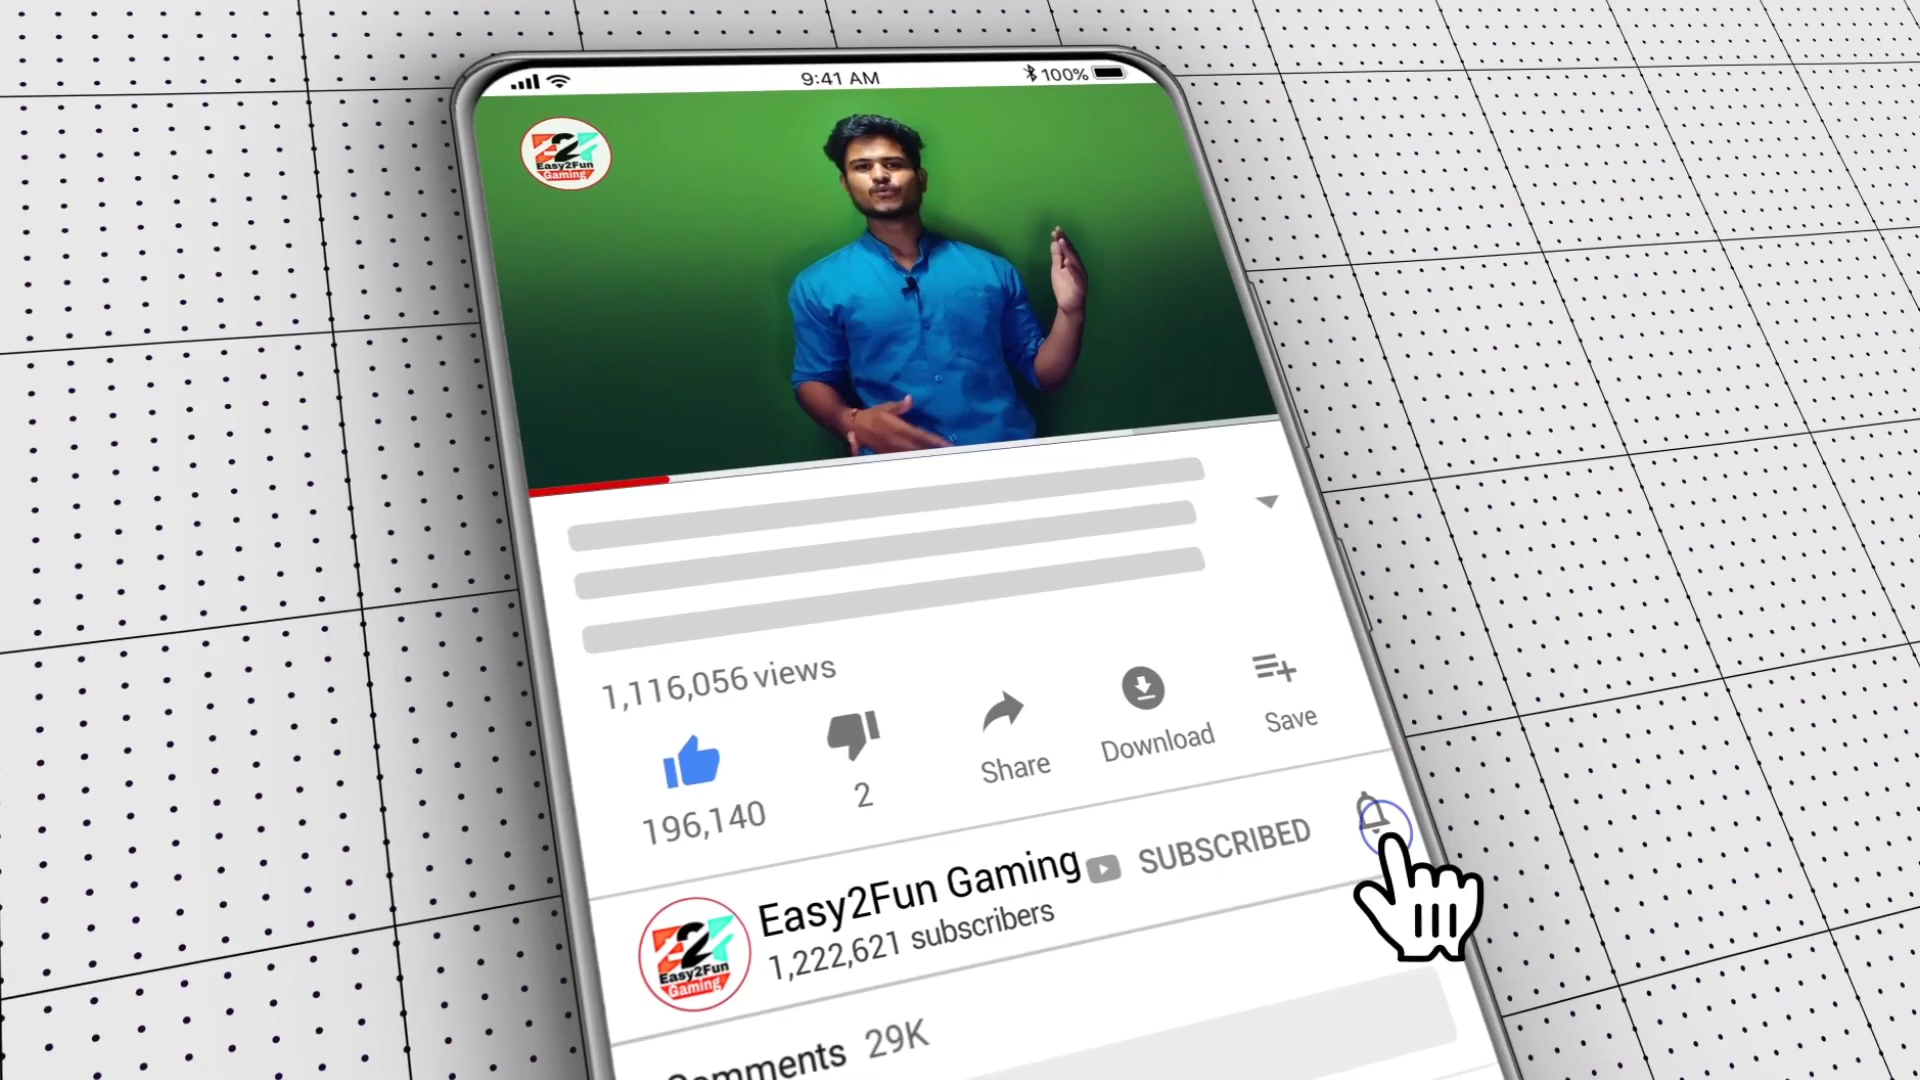 9:41 AM
100%
E2F
Easy2Fun
Gaming
1,116,056 views
196,140
2
Share
Download
Save
Easy2Fun Gaming
SUBSCRIBED
1,222,621 subscribers
E2F
Easy2Fun
Gaming
Comments 29K